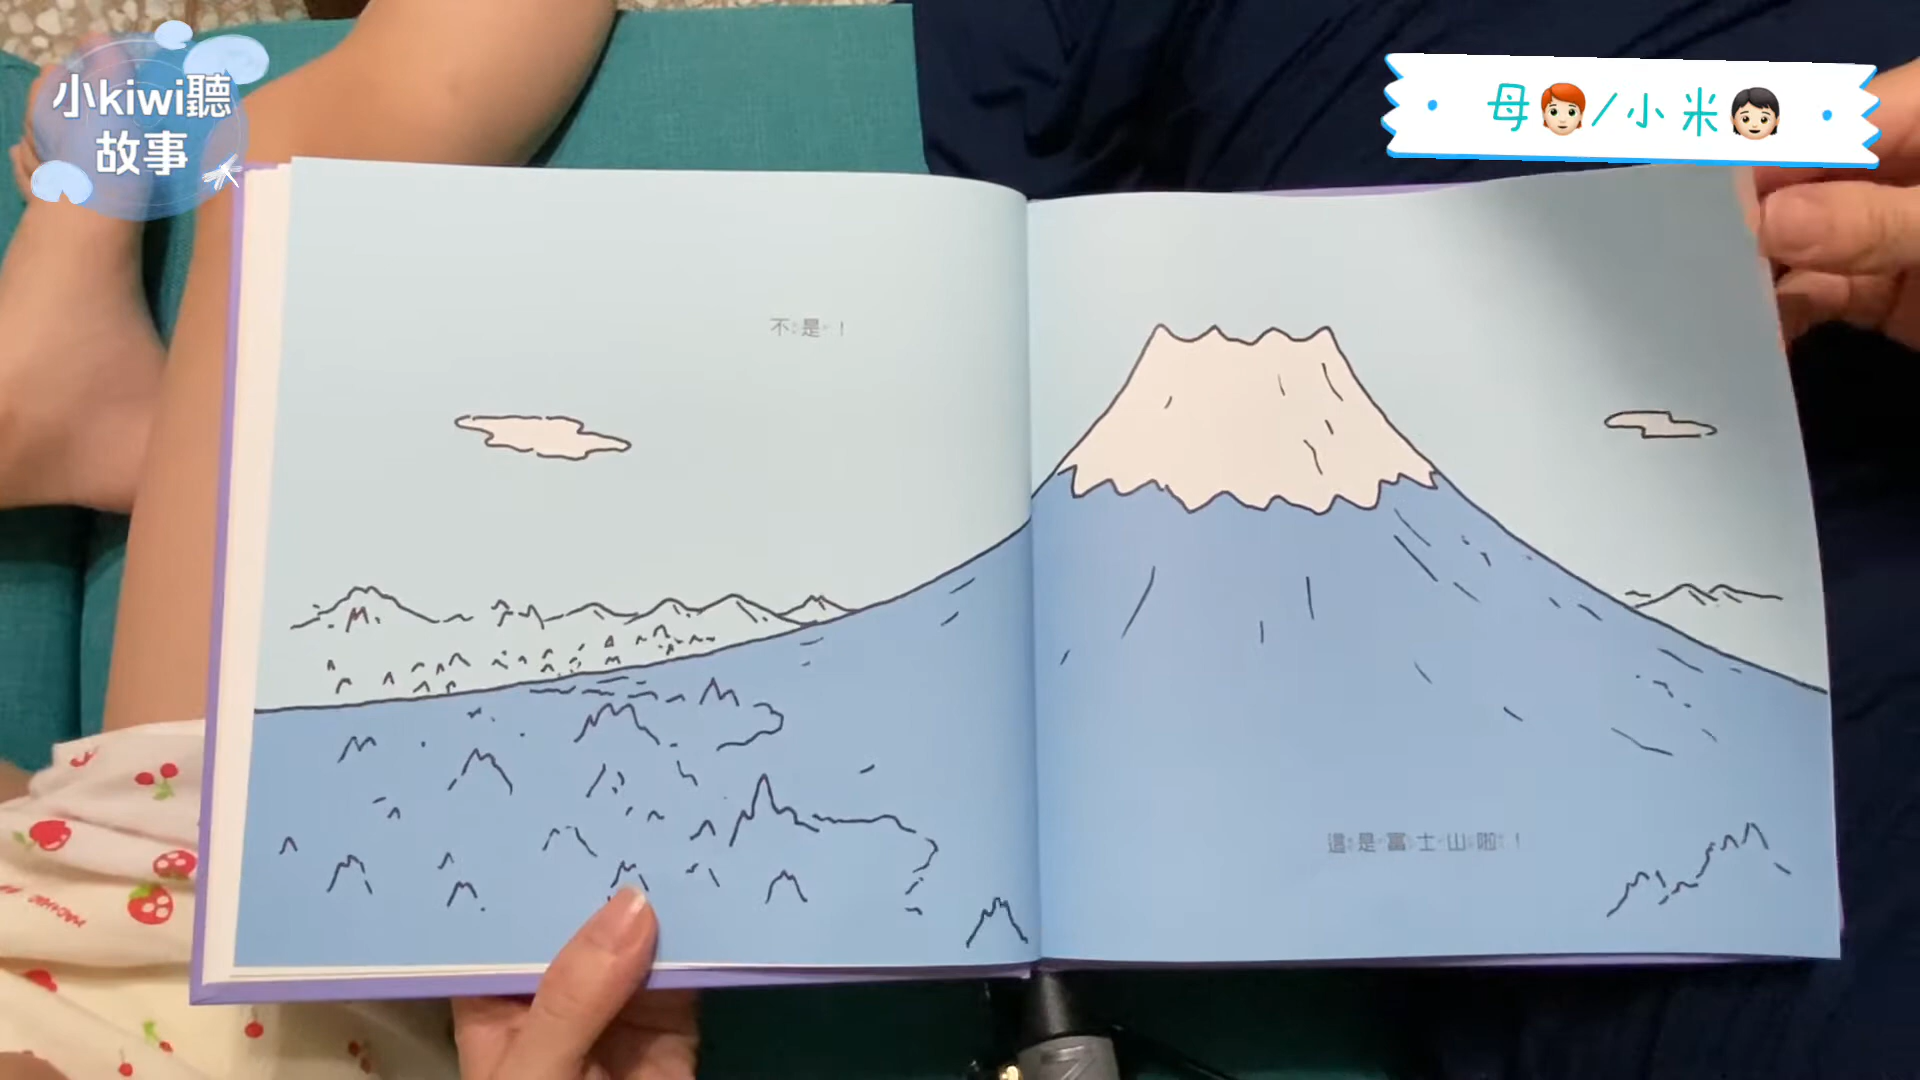 小kiwi聽
故事
母/小米
不是！
這是富士山啦！